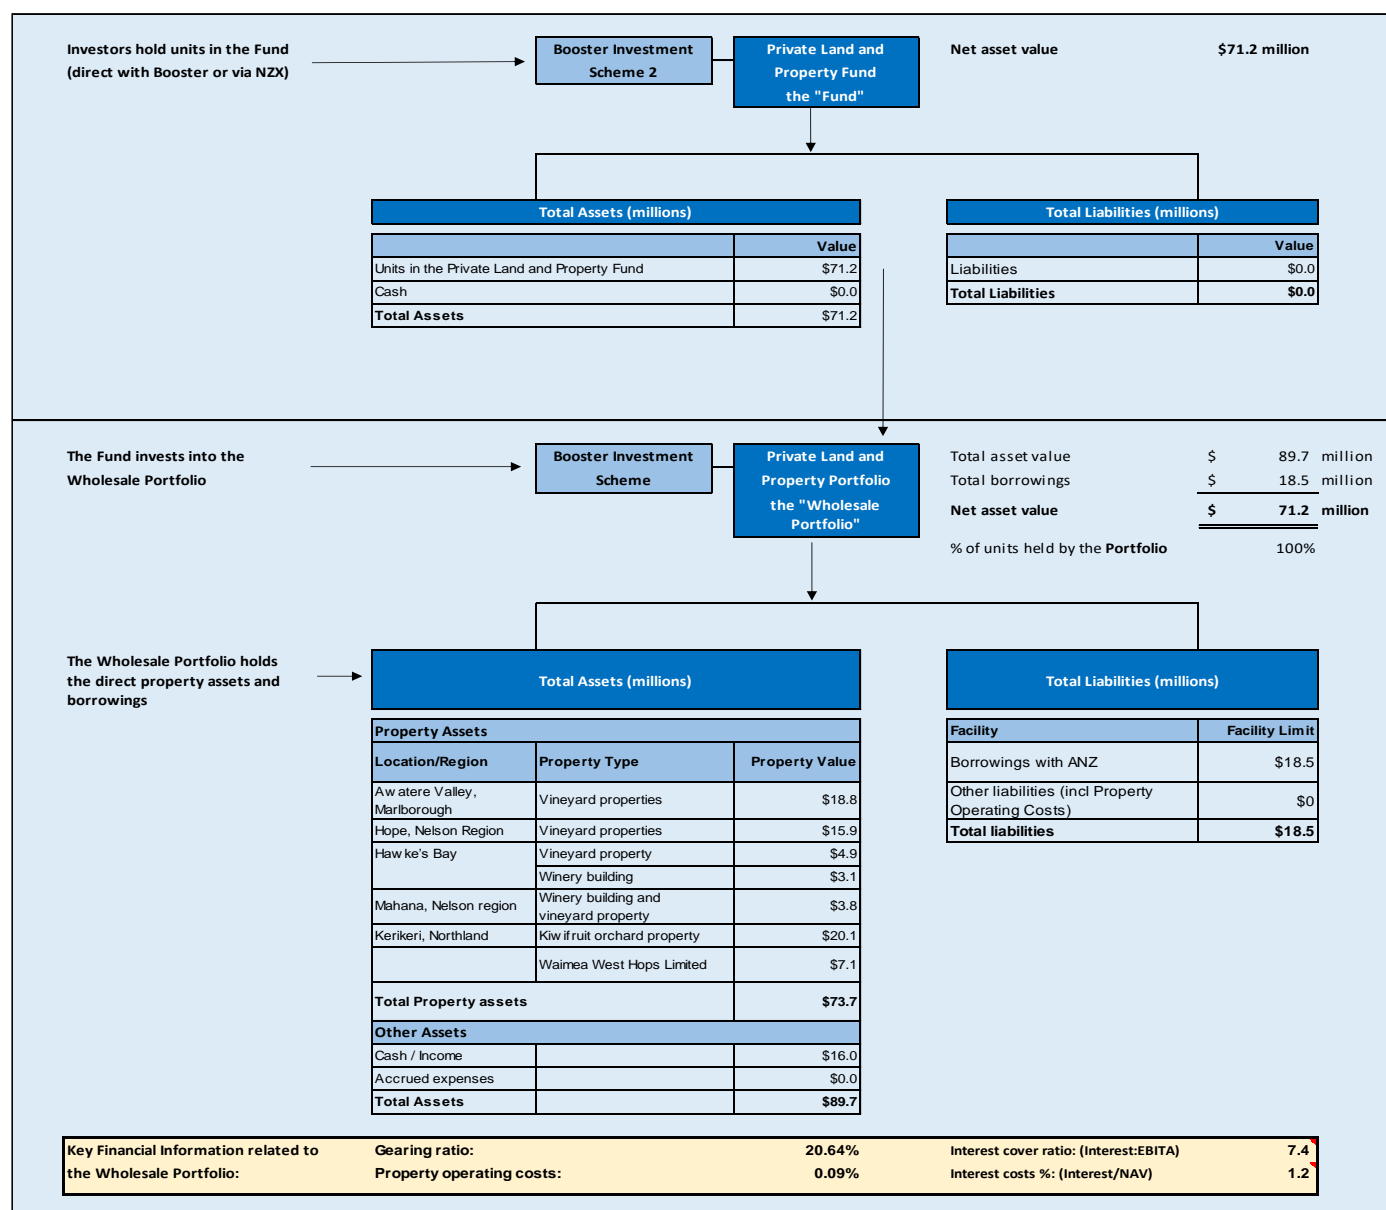 Investors hold units in the Fund
(direct with Booster or via NZX)
Booster Investment
Scheme 2
Private Land and
Property Fund
the "Fund"
Net asset value $71.2 million
Total Assets (millions)
Value
Units in the Private Land and Property Fund $71.2
Cash $0.0
Total Assets $71.2
Total Liabilities (millions)
Value
Liabilities $0.0
Total Liabilities $0.0
The Fund invests into the
Wholesale Portfolio
Booster Investment
Scheme
Private Land and
Property Portfolio
the "Wholesale
Portfolio"
Total asset value $ 89.7 million
Total borrowings $ 18.5 million
Net asset value $ 71.2 million
% of units held by the Portfolio 100%
The Wholesale Portfolio holds
the direct property assets and
borrowings
Total Assets (millions)
Property Assets
Location/Region Property Type Property Value
Awatere Valley,
Marlborough Vineyard properties $18.8
Hope, Nelson Region Vineyard properties $15.9
Hawke's Bay Vineyard property $4.9
Winery building $3.1
Mahana, Nelson region Winery building and
vineyard property $3.8
Kerikeri, Northland Kiwifruit orchard property $20.1
Waimea West Hops Limited $7.1
Total Property assets $73.7
Other Assets
Cash / Income $16.0
Accrued expenses $0.0
Total Assets $89.7
Total Liabilities (millions)
Facility Facility Limit
Borrowings with ANZ $18.5
Other liabilities (incl Property
Operating Costs) $0
Total liabilities $18.5
Key Financial Information related to
the Wholesale Portfolio:
Gearing ratio: 20.64%
Property operating costs: 0.09%
Interest cover ratio: (Interest:EBITA) 7.4
Interest costs %: (Interest/NAV) 1.2